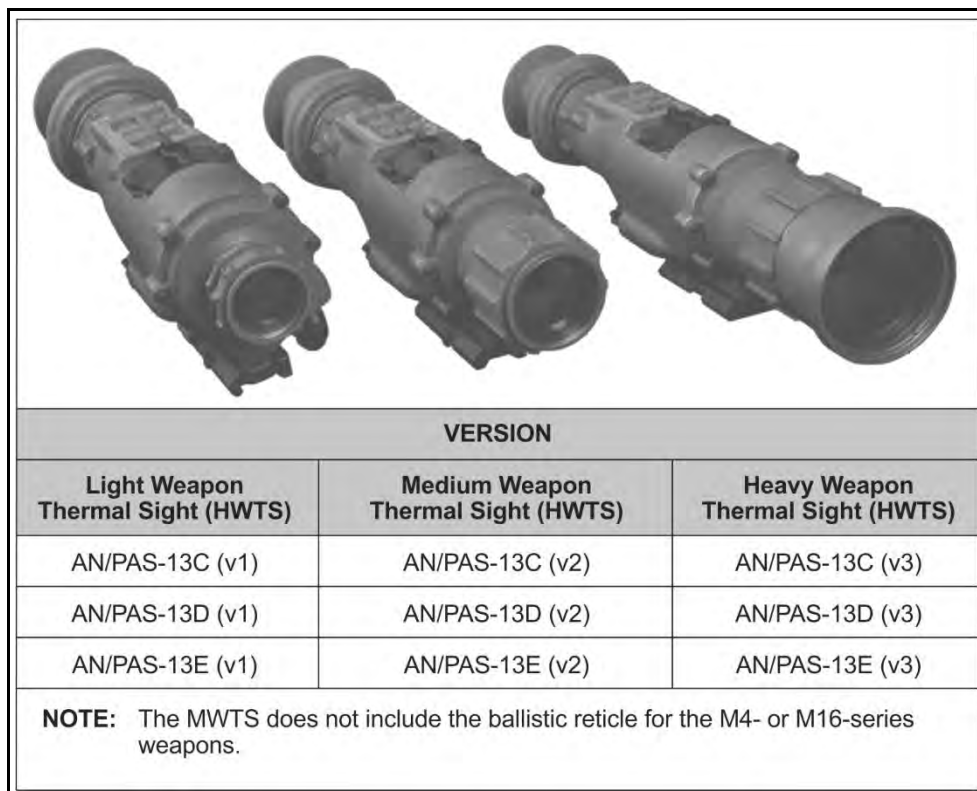 VERSION
Light Weapon
Thermal Sight (HWTS)
Medium Weapon
Thermal Sight (HWTS)
Heavy Weapon
Thermal Sight (HWTS)
AN/PAS-13C (v1)
AN/PAS-13C (v2)
AN/PAS-13C (v3)
AN/PAS-13D (v1)
AN/PAS-13D (v2)
AN/PAS-13D (v3)
AN/PAS-13E (v1)
AN/PAS-13E (v2)
AN/PAS-13E (v3)
NOTE: The MWTS does not include the ballistic reticle for the M4- or M16-series
weapons.